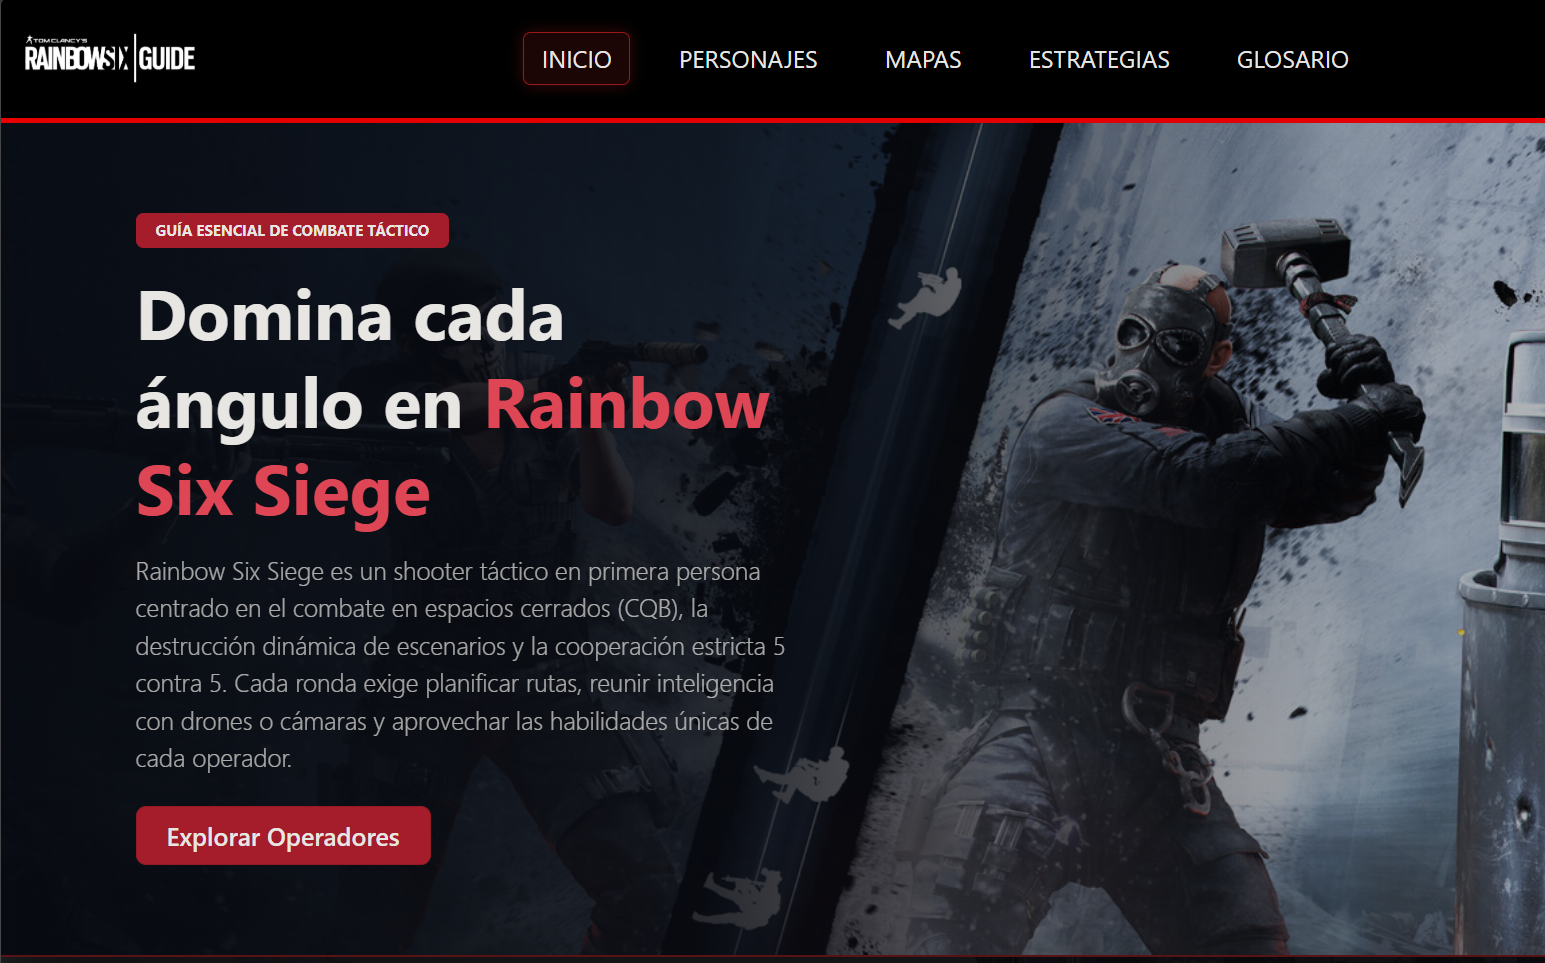 TOM CLANCY'S
RAINBOWSIX GUIDE
INICIO
PERSONAJES
MAPAS
ESTRATEGIAS
GLOSARIO
GUÍA ESENCIAL DE COMBATE TÁCTICO
Domina cada
ángulo en Rainbow
Six Siege
Rainbow Six Siege es un shooter táctico en primera persona
centrado en el combate en espacios cerrados (CQB), la
destrucción dinámica de escenarios y la cooperación estricta 5
contra 5. Cada ronda exige planificar rutas, reunir inteligencia
con drones o cámaras y aprovechar las habilidades únicas de
cada operador.
Explorar Operadores